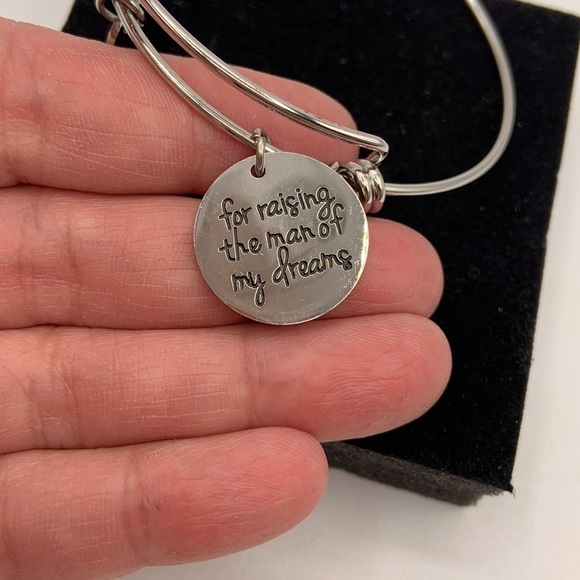 for raising
the man of
my dreams